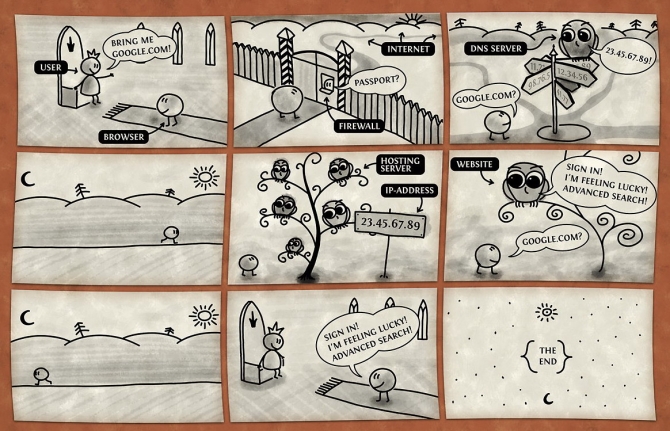 BRING ME
GOOGLE.COM!
USER
BROWSER
INTERNET
PASSPORT?
FIREWALL
DNS SERVER
23.45.67.89!
12.34.56
GOOGLE.COM?
HOSTING
SERVER
IP-ADDRESS
23.45.67.89
WEBSITE
SIGN IN!
I'M FEELING LUCKY!
ADVANCED SEARCH!
GOOGLE.COM?
SIGN IN!
I'M FEELING LUCKY!
ADVANCED SEARCH!
THE
END